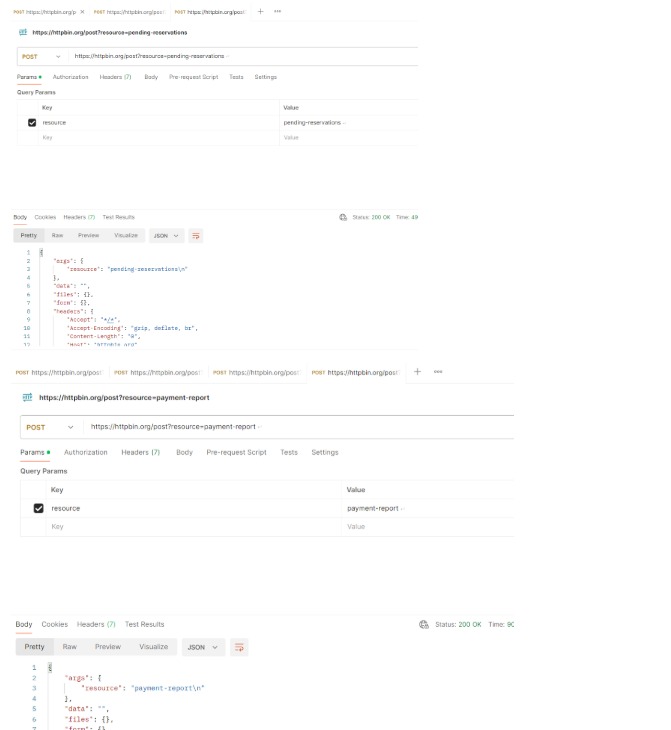 POST https://httpbin.org/p × POST https://httpbin.org/post POST https://httpbin.org/post + •••
https://httpbin.org/post?resource=pending-reservations
POST https://httpbin.org/post?resource=pending-reservations
Params Authorization Headers (7) Body Pre-request Script Tests Settings
Query Params
Key Value
resource pending-reservations
Key Value
Body Cookies Headers (7) Test Results Status: 200 OK Time: 49
Pretty Raw Preview Visualize JSON
1 {
2 "args": {
3 "resource": "pending-reservations\n"
4 },
5 "data": "",
6 "files": {},
7 "form": {},
8 "headers": {
9 "Accept": "*/*",
10 "Accept-Encoding": "gzip, deflate, br",
11 "Content-Length": "0",
12 "Host": "httpbin.org"
POST https://httpbin.org/post POST https://httpbin.org/post POST https://httpbin.org/post POST https://httpbin.org/post + •••
https://httpbin.org/post?resource=payment-report
POST https://httpbin.org/post?resource=payment-report
Params Authorization Headers (7) Body Pre-request Script Tests Settings
Query Params
Key Value
resource payment-report
Key Value
Body Cookies Headers (7) Test Results Status: 200 OK Time: 90
Pretty Raw Preview Visualize JSON
1 {
2 "args": {
3 "resource": "payment-report\n"
4 },
5 "data": "",
6 "files": {},
7 "form": {}